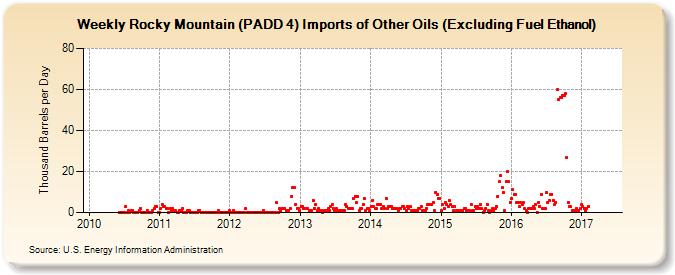 Weekly Rocky Mountain (PADD 4) Imports of Other Oils (Excluding Fuel Ethanol)
Thousand Barrels per Day
80
60
40
20
0
2010 2011 2012 2013 2014 2015 2016 2017
Source: U.S. Energy Information Administration